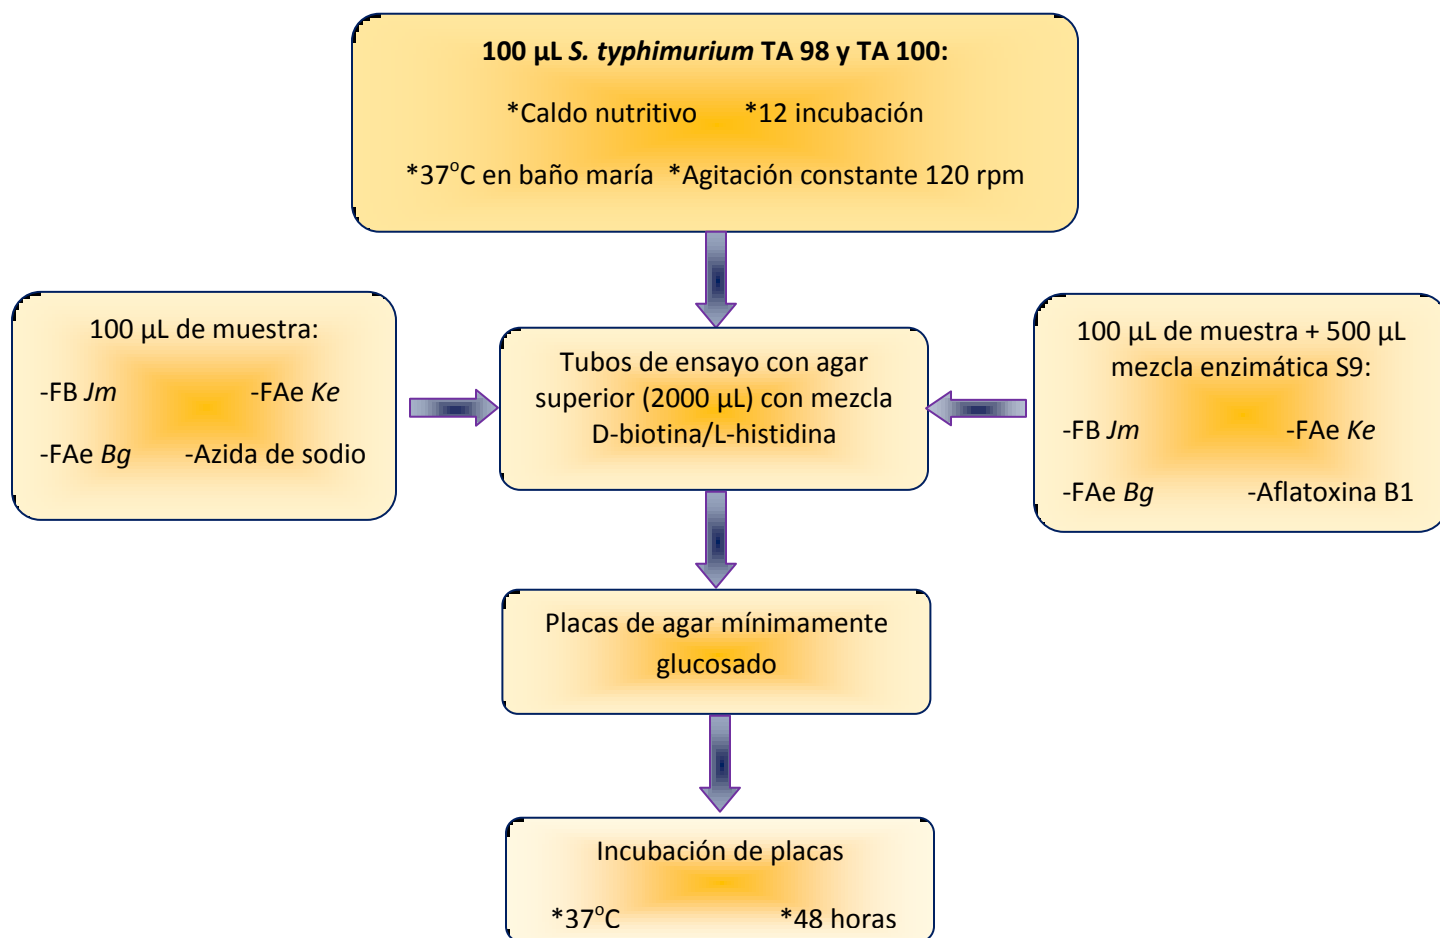 100 µL S. typhimurium TA 98 y TA 100:
*Caldo nutritivo *12 incubación
*37°C en baño maría *Agitación constante 120 rpm
100 µL de muestra:
-FB Jm -FAe Ke
-FAe Bg -Azida de sodio
Tubos de ensayo con agar
superior (2000 µL) con mezcla
D-biotina/L-histidina
100 µL de muestra + 500 µL
mezcla enzimática S9:
-FB Jm -FAe Ke
-FAe Bg -Aflatoxina B1
Placas de agar mínimamente
glucosado
Incubación de placas
*37°C *48 horas